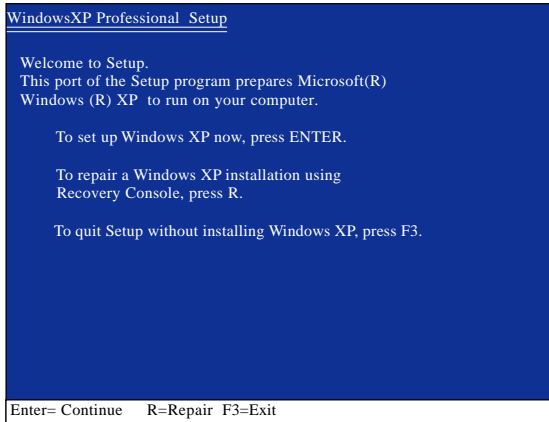 WindowsXP Professional Setup
Welcome to Setup.
This port of the Setup program prepares Microsoft(R)
Windows (R) XP to run on your computer.
To set up Windows XP now, press ENTER.
To repair a Windows XP installation using
Recovery Console, press R.
To quit Setup without installing Windows XP, press F3.
Enter= Continue R=Repair F3=Exit